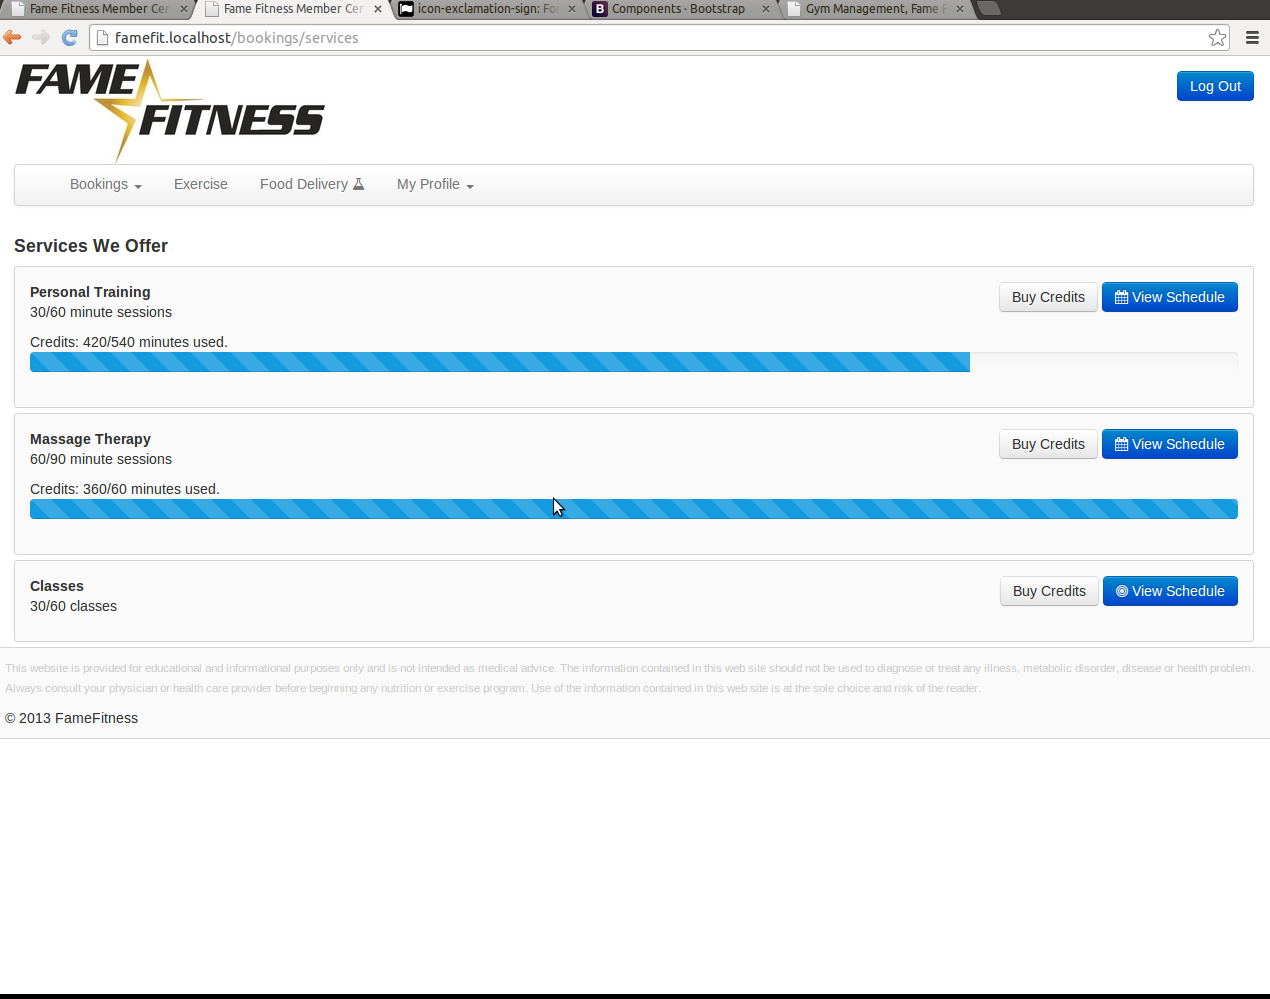 Fame Fitness Member Cer
Fame Fitness Member Cer
icon-exclamation-sign: Fo
Components · Bootstrap
Gym Management, Fame F
famefit.localhost/bookings/services
FAME
FITNESS
Log Out
Bookings
Exercise
Food Delivery
My Profile
Services We Offer
Personal Training
Buy Credits
View Schedule
30/60 minute sessions
Credits: 420/540 minutes used.
Massage Therapy
Buy Credits
View Schedule
60/90 minute sessions
Credits: 360/60 minutes used.
Classes
Buy Credits
View Schedule
30/60 classes
This website is provided for educational and informational purposes only and is not intended as medical advice. The information contained in this web site should not be used to diagnose or treat any illness, metabolic disorder, disease or health problem.
Always consult your physician or health care provider before beginning any nutrition or exercise program. Use of the information contained in this web site is at the sole choice and risk of the reader.
© 2013 FameFitness